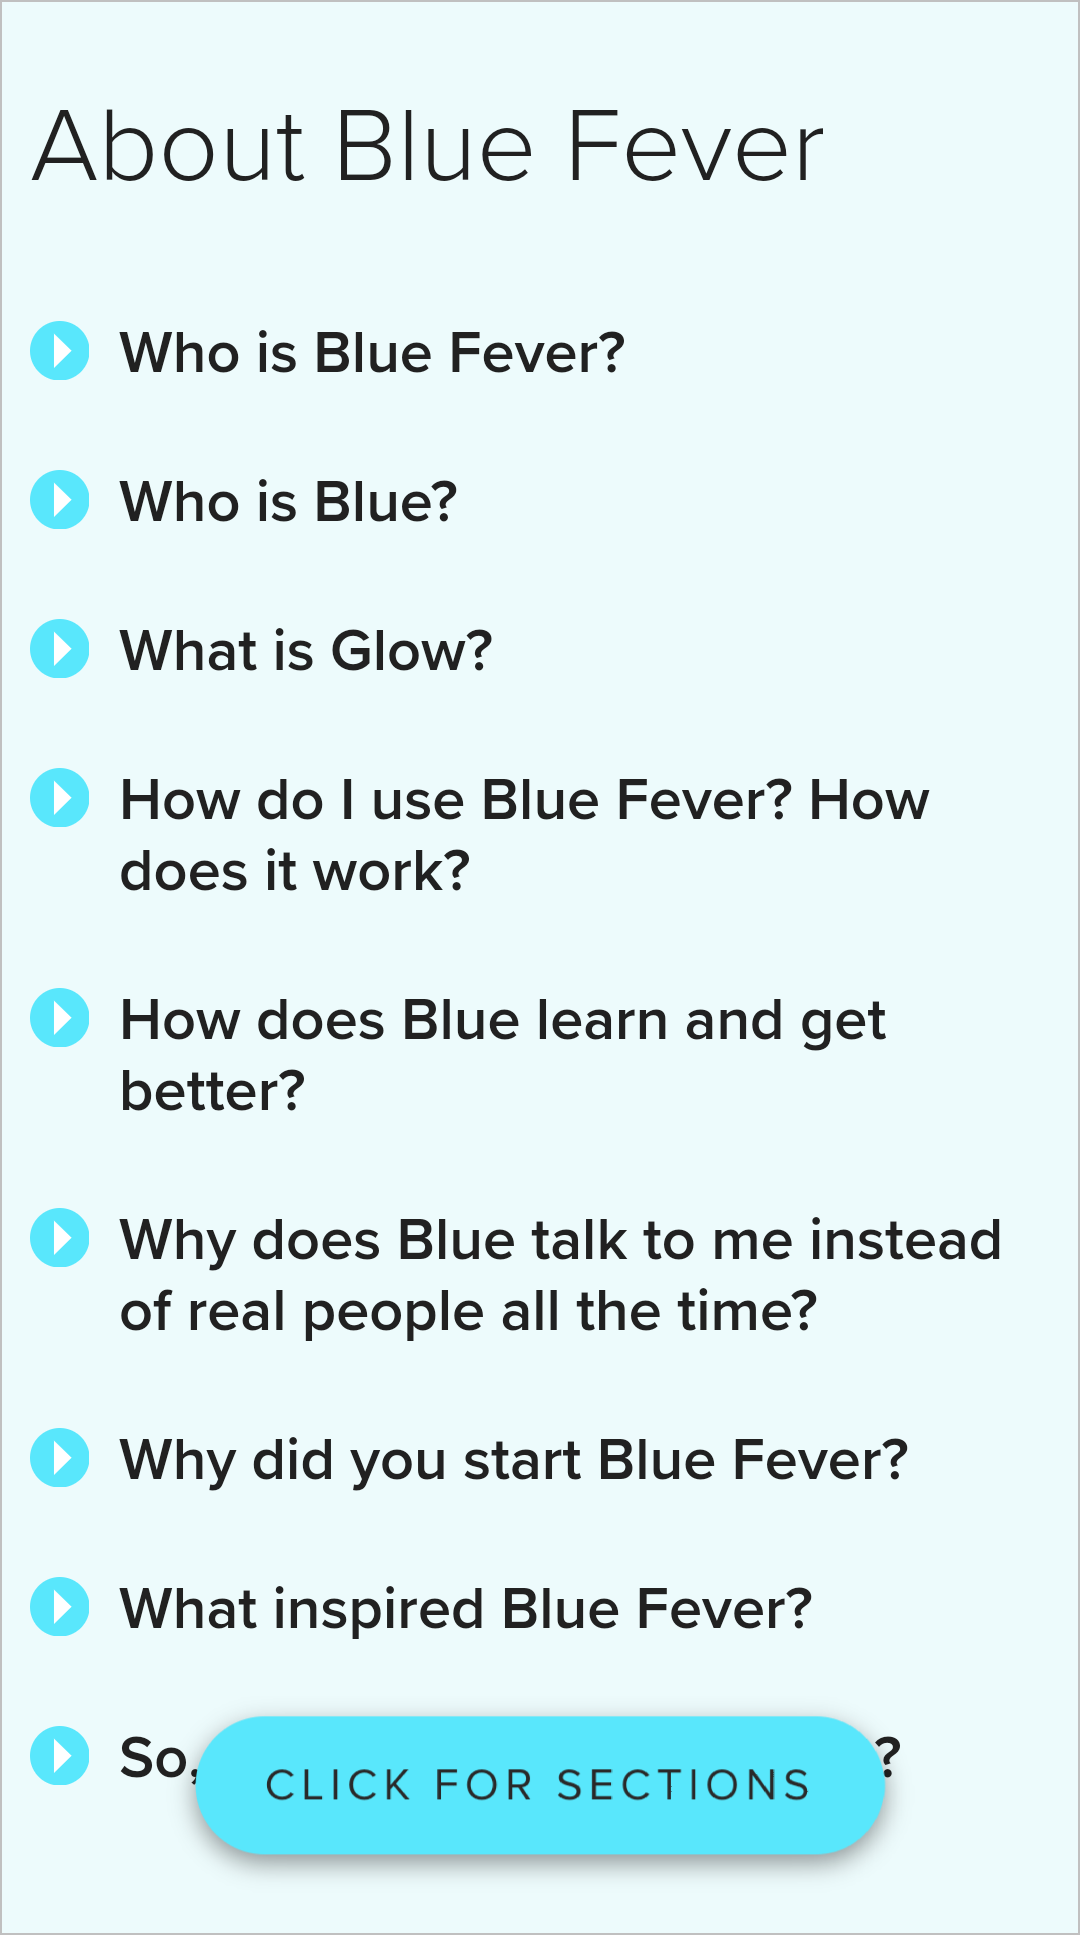 About Blue Fever
Who is Blue Fever?
Who is Blue?
What is Glow?
How do I use Blue Fever? How
does it work?
How does Blue learn and get
better?
Why does Blue talk to me instead
of real people all the time?
Why did you start Blue Fever?
What inspired Blue Fever?
So, ?
CLICK FOR SECTIONS